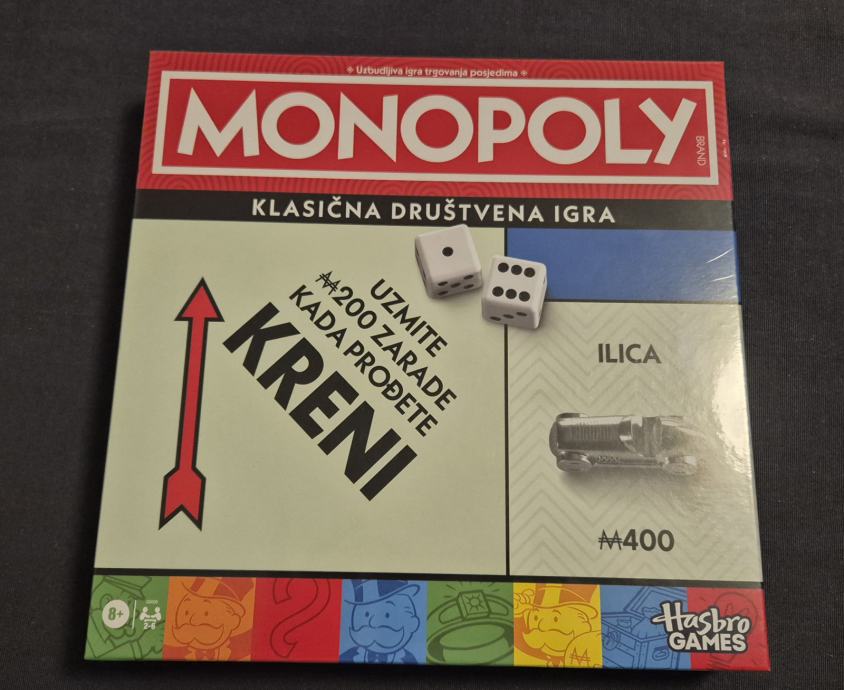 Uzbudljiva igra trgovanja posjedima
MONOPOLY
BRAND
KLASIČNA DRUŠTVENA IGRA
UZMITE
₩200 ZARADE
KADA PROĐETE
KRENI
ILICA
₩400
8+
2-6
Hasbro
GAMES